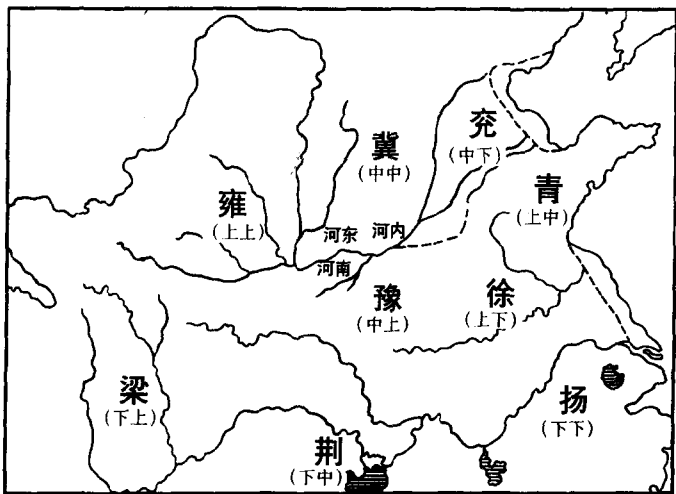 兖
(中下)
冀
(中中)
青
(上中)
雍
(上上)
河东
河内
河南
豫
(中上)
徐
(上下)
梁
(下上)
扬
(下下)
荆
(下中)